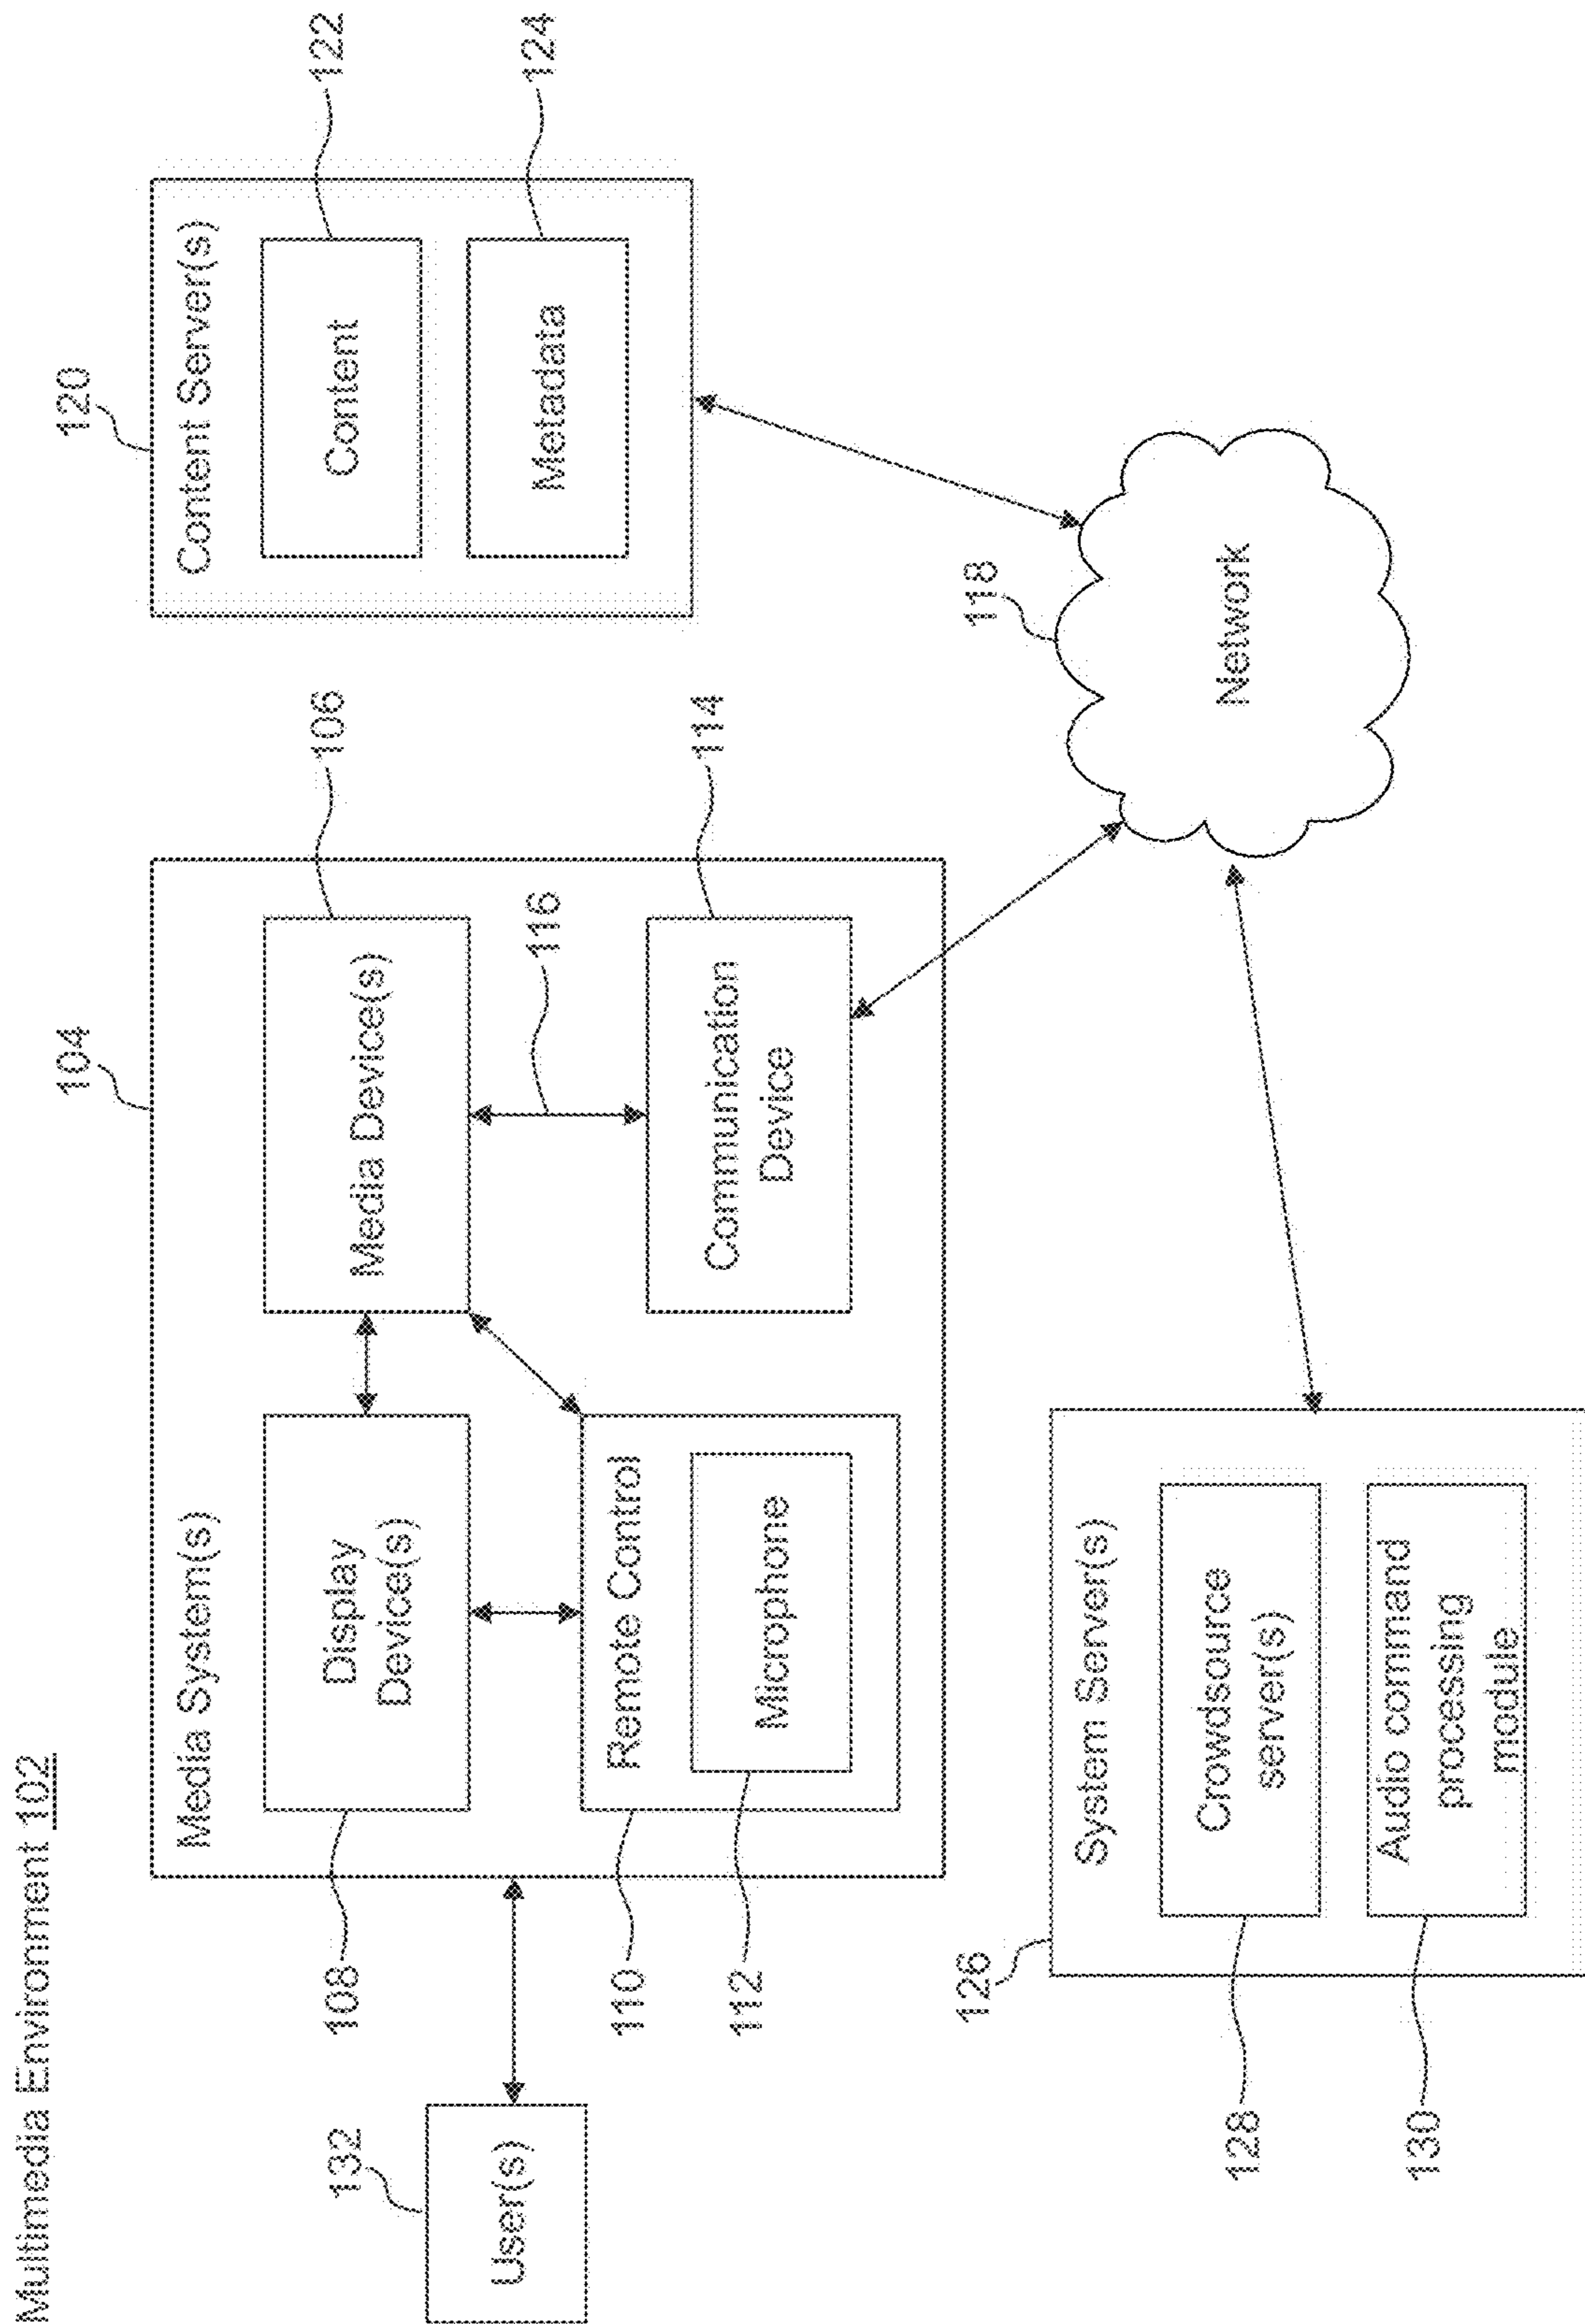 Multimedia Environment 102
104
Media System(s)
132
User(s)
108
Display
Device(s)
106
Media Device(s)
116
110
Remote Control
112
Microphone
114
Communication
Device
120
Content Server(s)
122
Content
124
Metadata
118
Network
126
System Server(s)
128
Crowdsource
server(s)
130
Audio command
processing
module